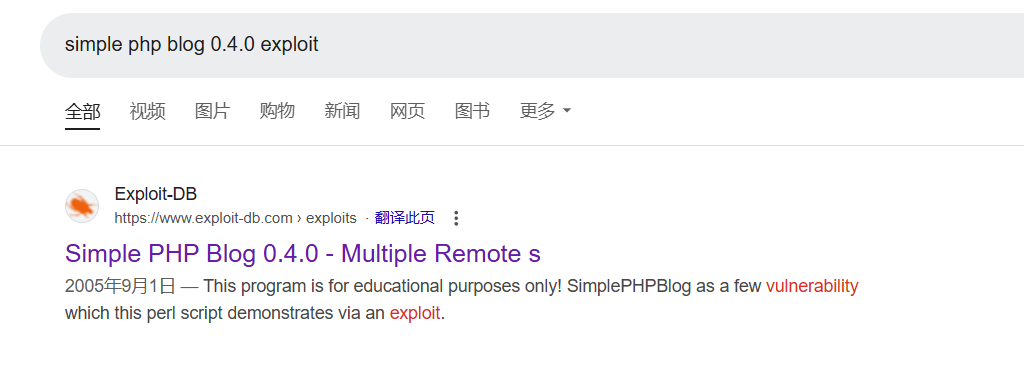 simple php blog 0.4.0 exploit
全部 视频 图片 购物 新闻 网页 图书 更多
Exploit-DB
https://www.exploit-db.com › exploits · 翻译此页
Simple PHP Blog 0.4.0 - Multiple Remote s
2005年9月1日 — This program is for educational purposes only! SimplePHPBlog as a few vulnerability
which this perl script demonstrates via an exploit.